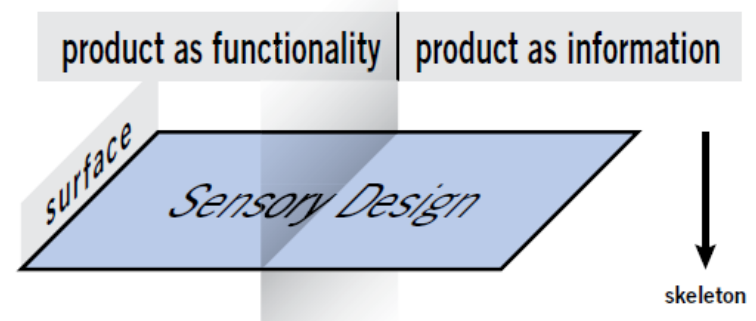 product as functionality
product as information
surface
Sensory Design
skeleton